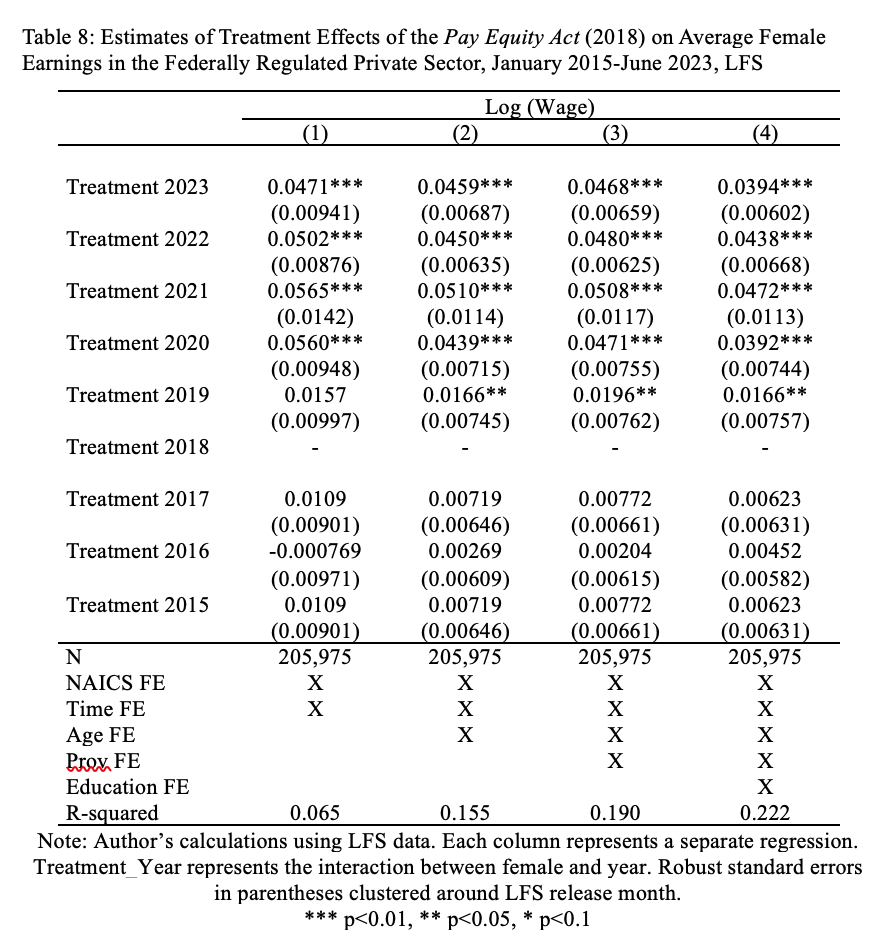 Table 8: Estimates of Treatment Effects of the Pay Equity Act (2018) on Average Female
Earnings in the Federally Regulated Private Sector, January 2015-June 2023, LFS
Log (Wage)
(1) (2) (3) (4)
Treatment 2023 0.0471*** 0.0459*** 0.0468*** 0.0394***
(0.00941) (0.00687) (0.00659) (0.00602)
Treatment 2022 0.0502*** 0.0450*** 0.0480*** 0.0438***
(0.00876) (0.00635) (0.00625) (0.00668)
Treatment 2021 0.0565*** 0.0510*** 0.0508*** 0.0472***
(0.0142) (0.0114) (0.0117) (0.0113)
Treatment 2020 0.0560*** 0.0439*** 0.0471*** 0.0392***
(0.00948) (0.00715) (0.00755) (0.00744)
Treatment 2019 0.0157 0.0166** 0.0196** 0.0166**
(0.00997) (0.00745) (0.00762) (0.00757)
Treatment 2018 - - - -
Treatment 2017 0.0109 0.00719 0.00772 0.00623
(0.00901) (0.00646) (0.00661) (0.00631)
Treatment 2016 -0.000769 0.00269 0.00204 0.00452
(0.00971) (0.00609) (0.00615) (0.00582)
Treatment 2015 0.0109 0.00719 0.00772 0.00623
(0.00901) (0.00646) (0.00661) (0.00631)
N 205,975 205,975 205,975 205,975
NAICS FE X X X X
Time FE X X X X
Age FE X X X
Prov. FE X X
Education FE X
R-squared 0.065 0.155 0.190 0.222
Note: Author's calculations using LFS data. Each column represents a separate regression.
Treatment_Year represents the interaction between female and year. Robust standard errors
in parentheses clustered around LFS release month.
*** p<0.01, ** p<0.05, * p<0.1